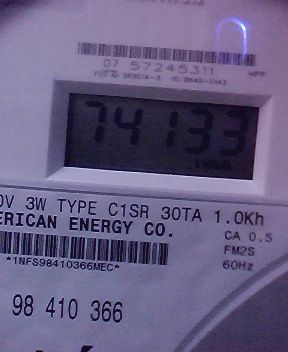 07 57245311
74133
0V 3W TYPE C1SR 30TA 1.0Kh
ERICAN ENERGY CO.
CA 0.5
FM2S
*1NFS98410366MEC*
60Hz
98 410 366